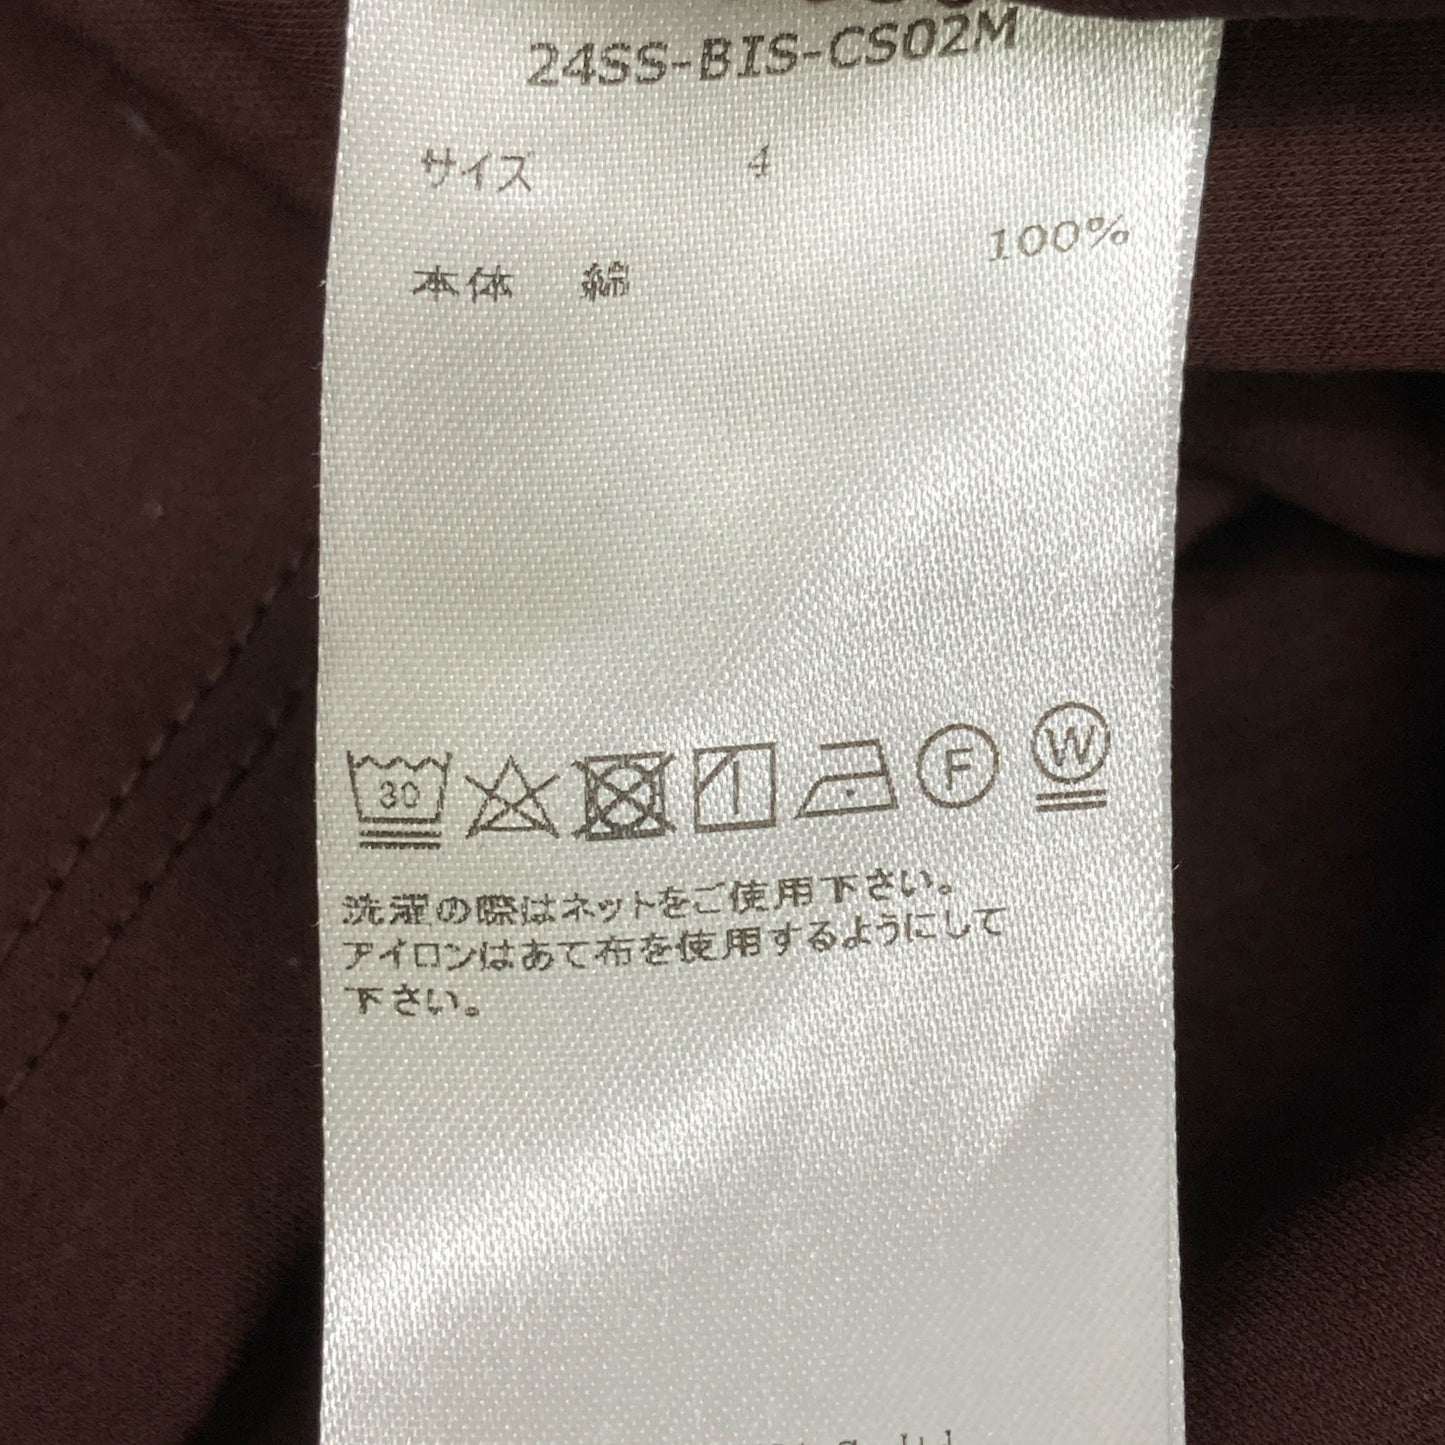 24SS-BIS-CS02M
サイズ 4
本体 綿 100%
30 F W
洗濯の際はネットをご使用下さい。
アイロンはあて布を使用するようにして
下さい。